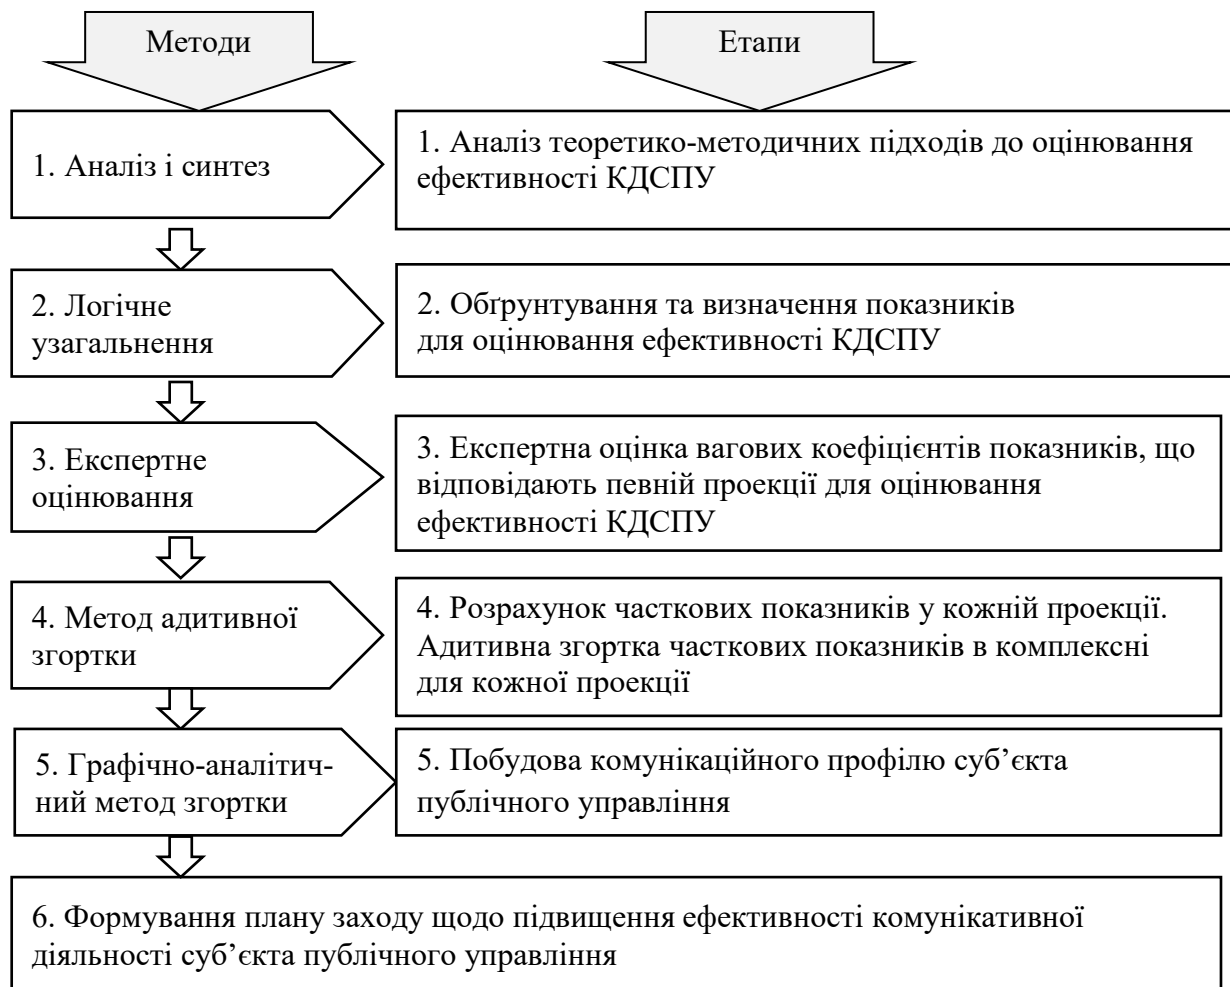 Методи
Етапи
1. Аналіз і синтез
1. Аналіз теоретико-методичних підходів до оцінювання
ефективності КДСПУ
2. Логічне
узагальнення
2. Обґрунтування та визначення показників
для оцінювання ефективності КДСПУ
3. Експертне
оцінювання
3. Експертна оцінка вагових коефіцієнтів показників, що
відповідають певній проекції для оцінювання
ефективності КДСПУ
4. Метод адитивної
згортки
4. Розрахунок часткових показників у кожній проекції.
Адитивна згортка часткових показників в комплексні
для кожної проекції
5. Графічно-аналітич-
ний метод згортки
5. Побудова комунікаційного профілю суб’єкта
публічного управління
6. Формування плану заходу щодо підвищення ефективності комунікативної
діяльності суб’єкта публічного управління